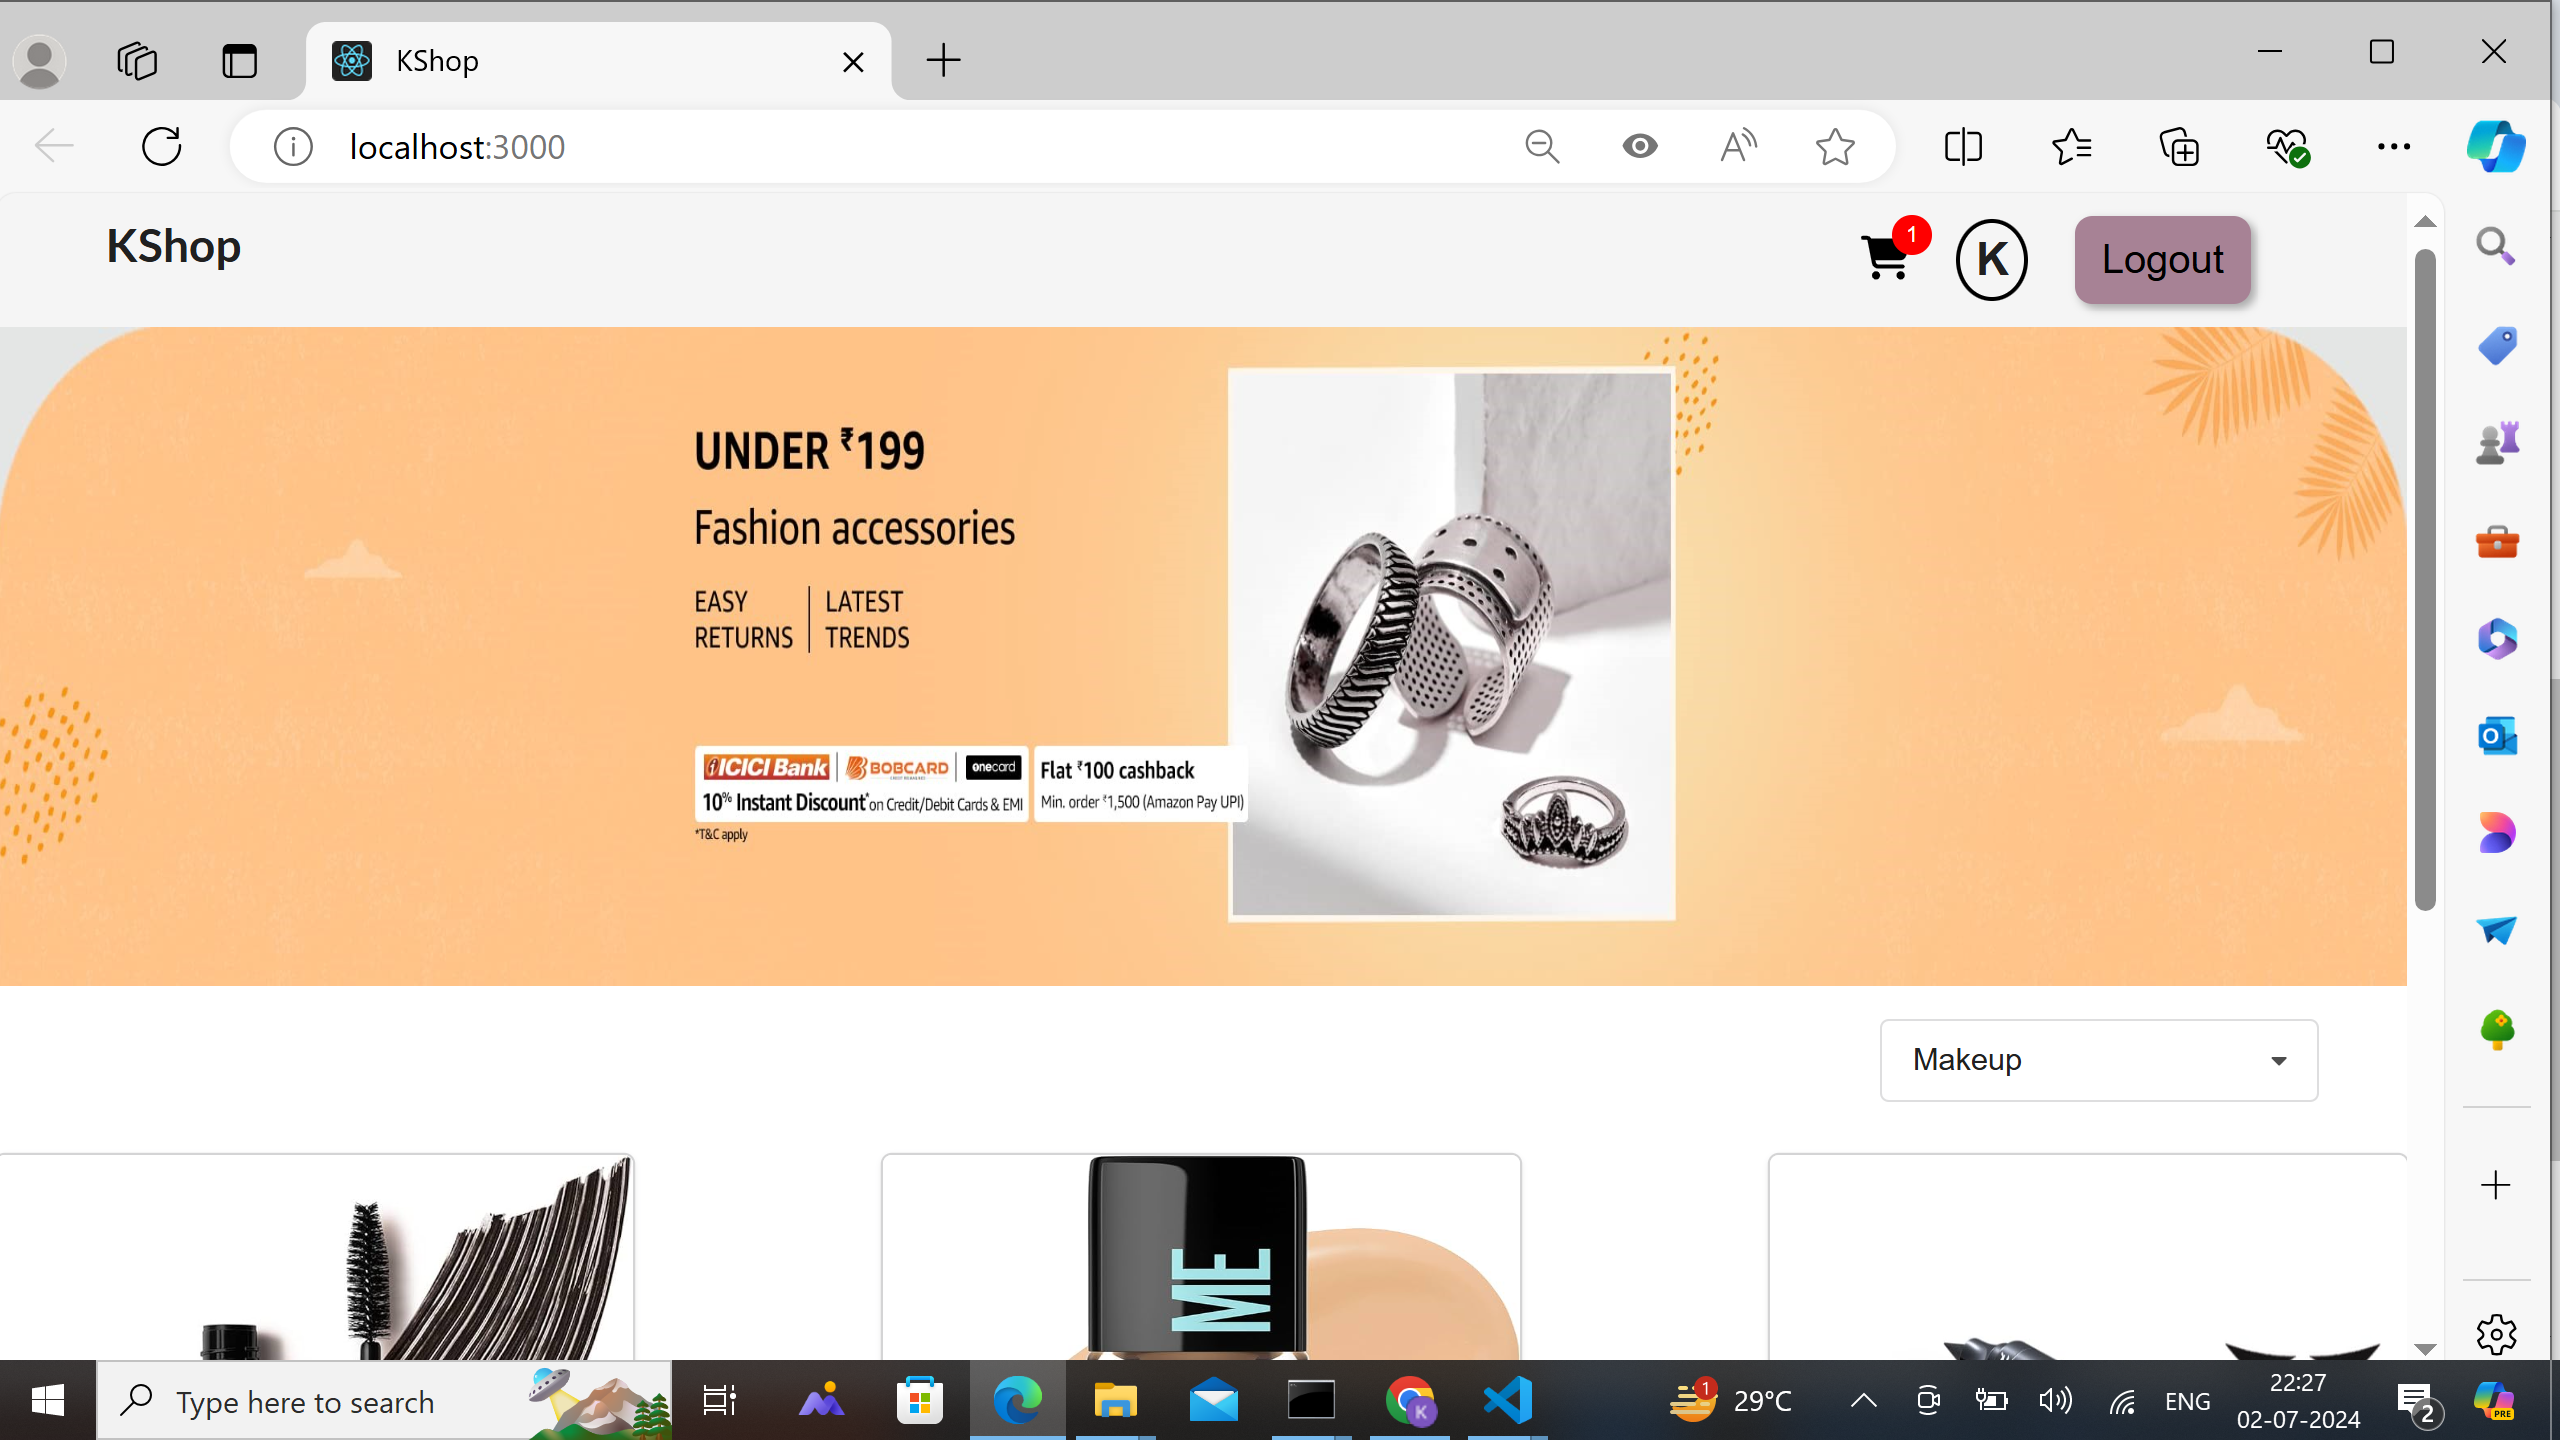 KShop
localhost:3000
KShop
1
K
Logout
UNDER ₹199
Fashion accessories
EASY RETURNS
LATEST TRENDS
ICICI Bank
BOBCARD
onecard
10% Instant Discount* on Credit/Debit Cards & EMI
Flat ₹100 cashback
Min. order ₹1,500 (Amazon Pay UPI)
*T&C apply
Makeup
ME
Type here to search
1
29°C
ENG
22:27
02-07-2024
2
K
PRE